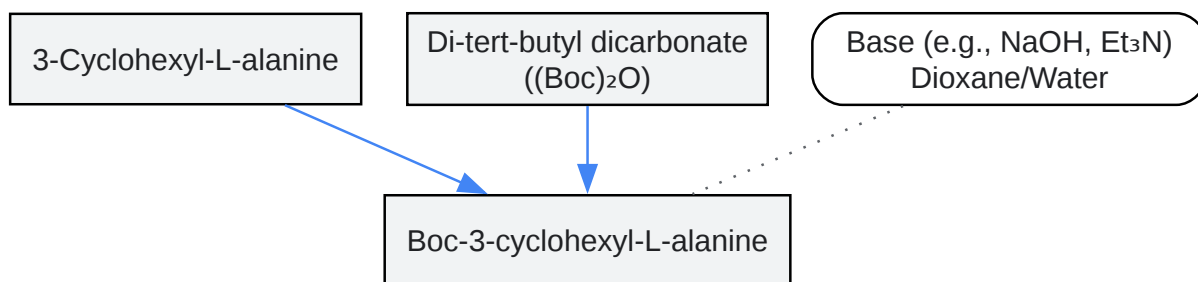 3-Cyclohexyl-L-alanine
Di-tert-butyl dicarbonate
((Boc)₂O)
Base (e.g., NaOH, Et₃N)
Dioxane/Water
Boc-3-cyclohexyl-L-alanine